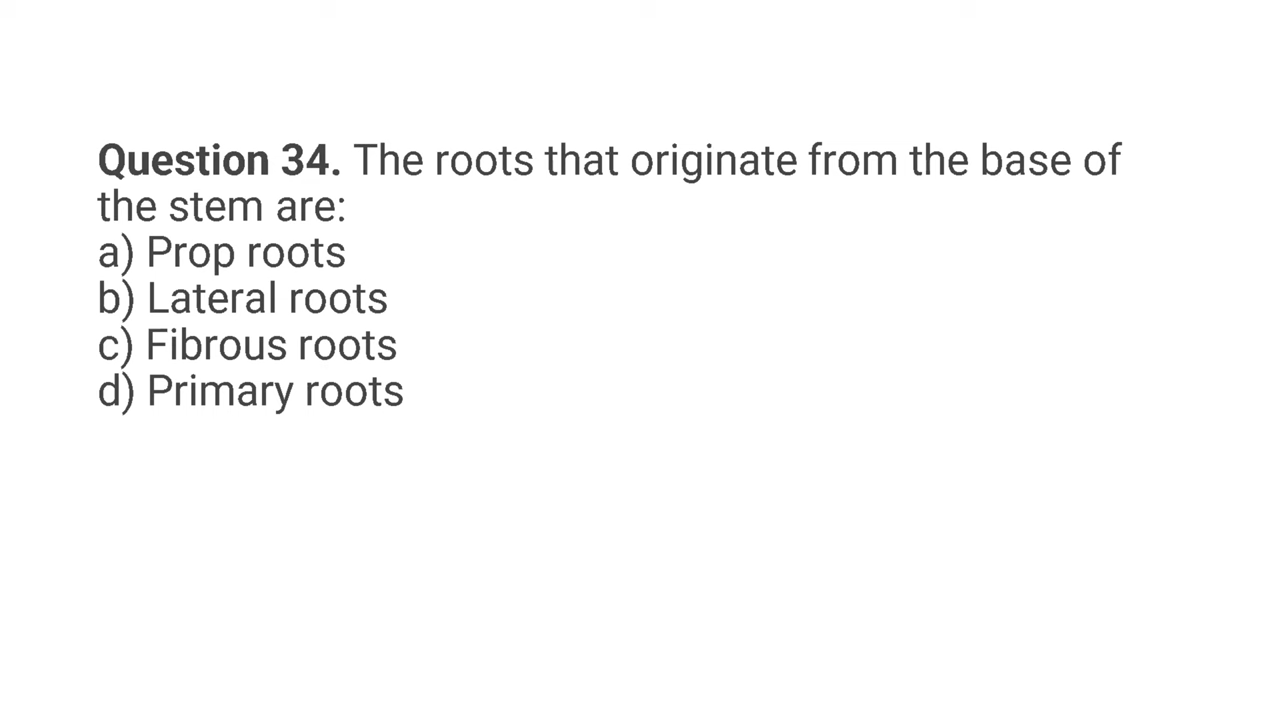 Question 34. The roots that originate from the base of
the stem are:
a) Prop roots
b) Lateral roots
c) Fibrous roots
d) Primary roots